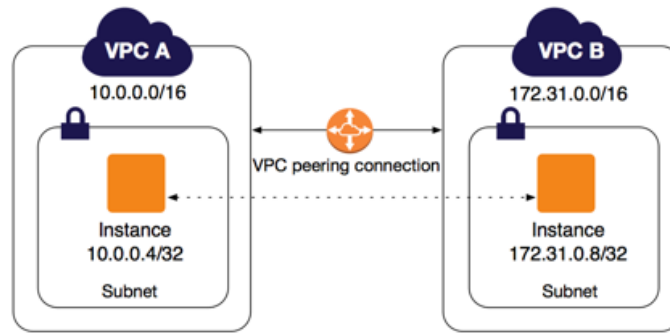 VPC A
10.0.0.0/16
Instance
10.0.0.4/32
Subnet
VPC peering connection
VPC B
172.31.0.0/16
Instance
172.31.0.8/32
Subnet